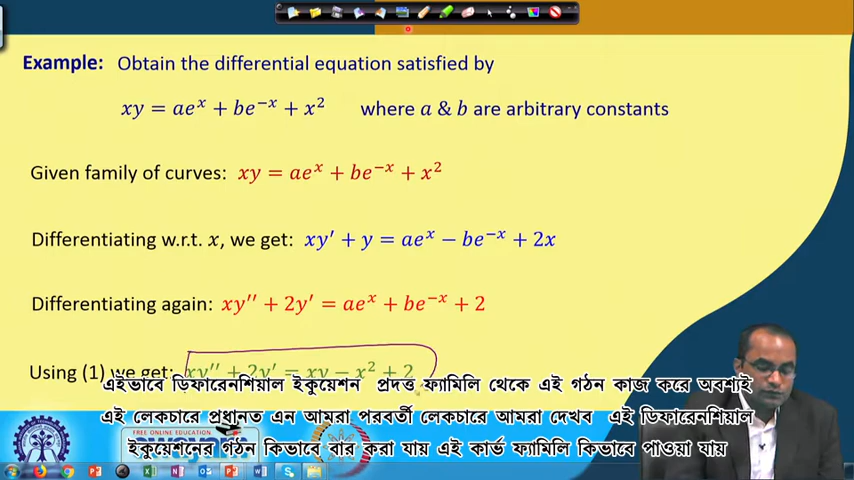 Example: Obtain the differential equation satisfied by
xy = ae^x + be^−x + x^2 where a & b are arbitrary constants
Given family of curves: xy = ae^x + be^−x + x^2
Differentiating w.r.t. x, we get: xy′ + y = ae^x − be^−x + 2x
Differentiating again: xy′′ + 2y′ = ae^x + be^−x + 2
Using (1) we get: xy′′ + 2y′ = xy − x^2 + 2
এইভাবে ডিফারেনশিয়াল ইকুয়েশন প্রদত্ত ফ্যামিলি থেকে এই গঠন কাজ করে অবশ্যই
এই লেকচারে প্রধানত এন আমরা পরবর্তী লেকচারে আমরা দেখব এই ডিফারেনশিয়াল
ইকুয়েশনের গঠন কিভাবে বার করা যায় এই কার্ভ ফ্যামিলি কিভাবে পাওয়া যায়
FREE ONLINE EDUCATION